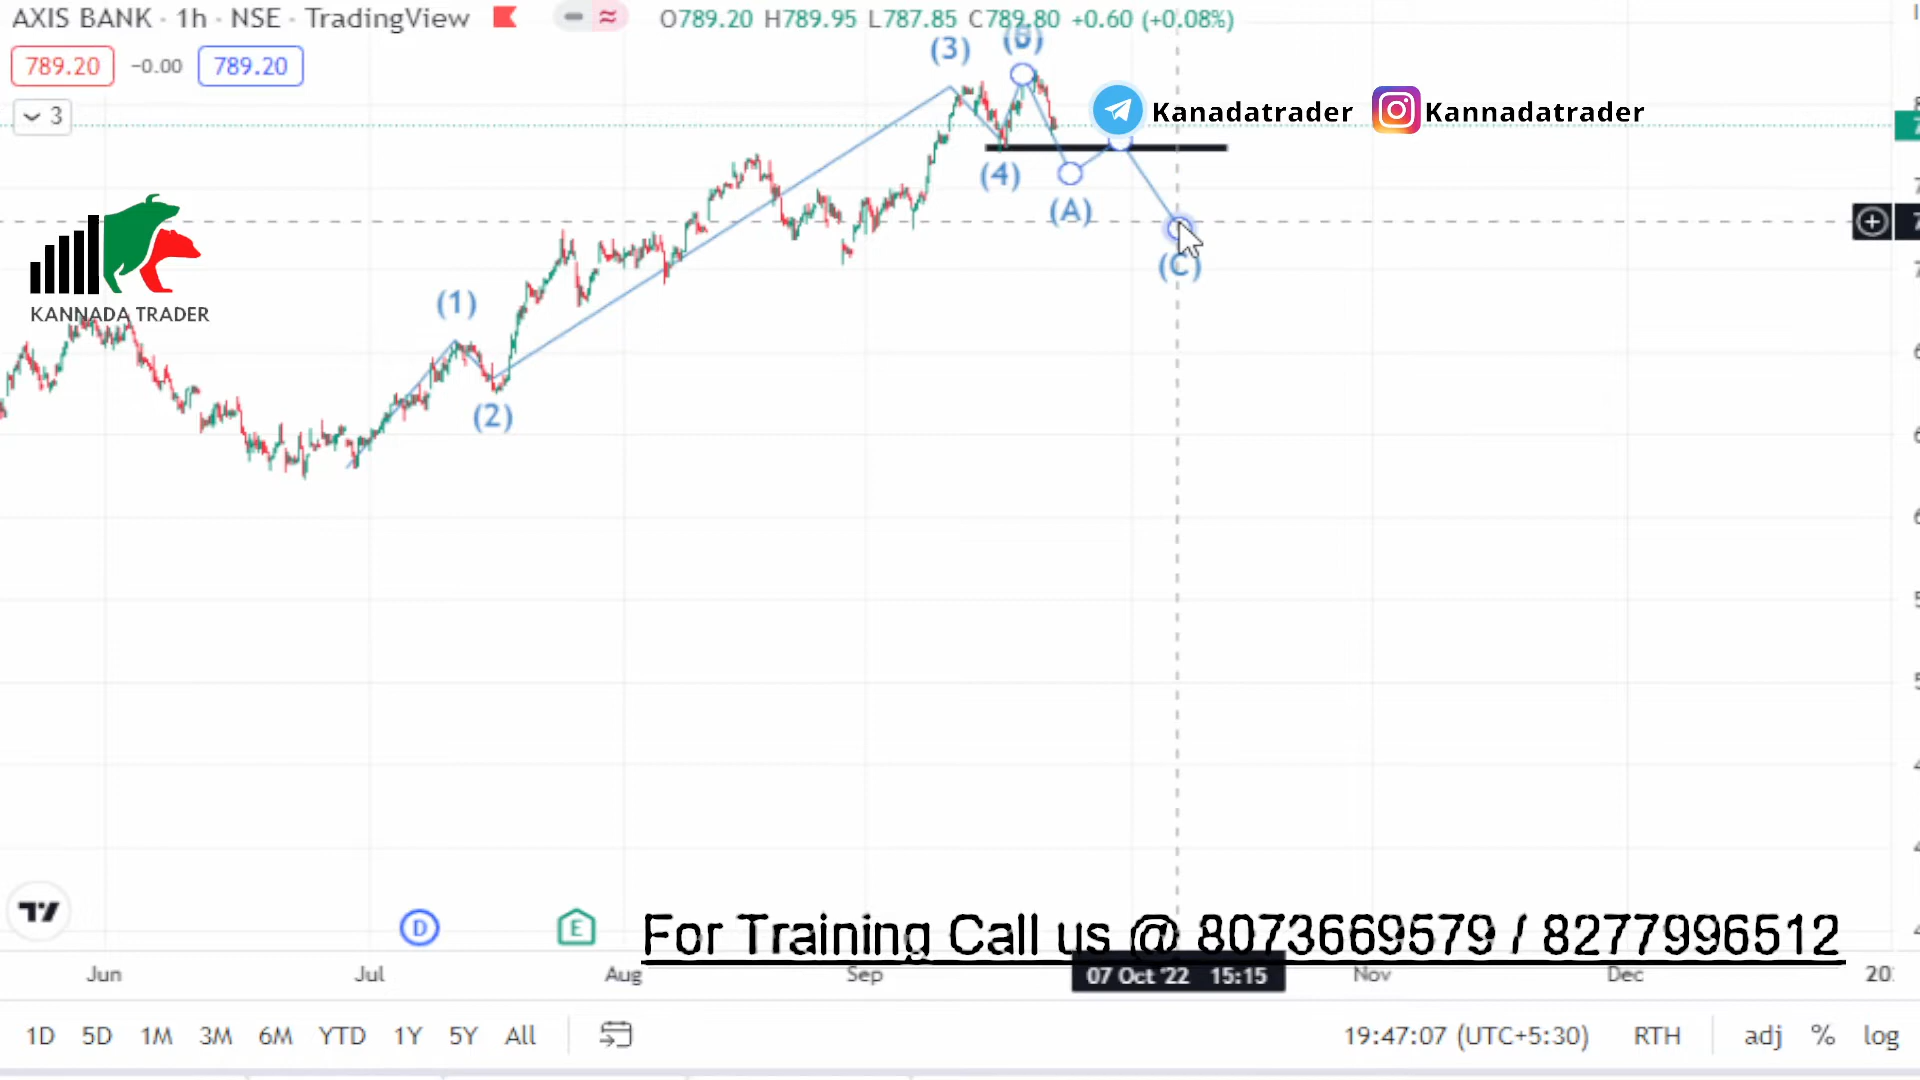 AXIS BANK · 1h · NSE · TradingView
O789.20 H789.95 L787.85 C789.80 +0.60 (+0.08%)
789.20 −0.00 789.20
3
(3)
Kanadatrader
Kannadatrader
(4)
(A)
(C)
(1)
(2)
KANNADA TRADER
D
E
For Training Call us @ 8073669579 / 8277996512
Jun Jul Aug Sep 07 Oct '22 15:15 Nov Dec
1D 5D 1M 3M 6M YTD 1Y 5Y All
19:47:07 (UTC+5:30) RTH adj % log